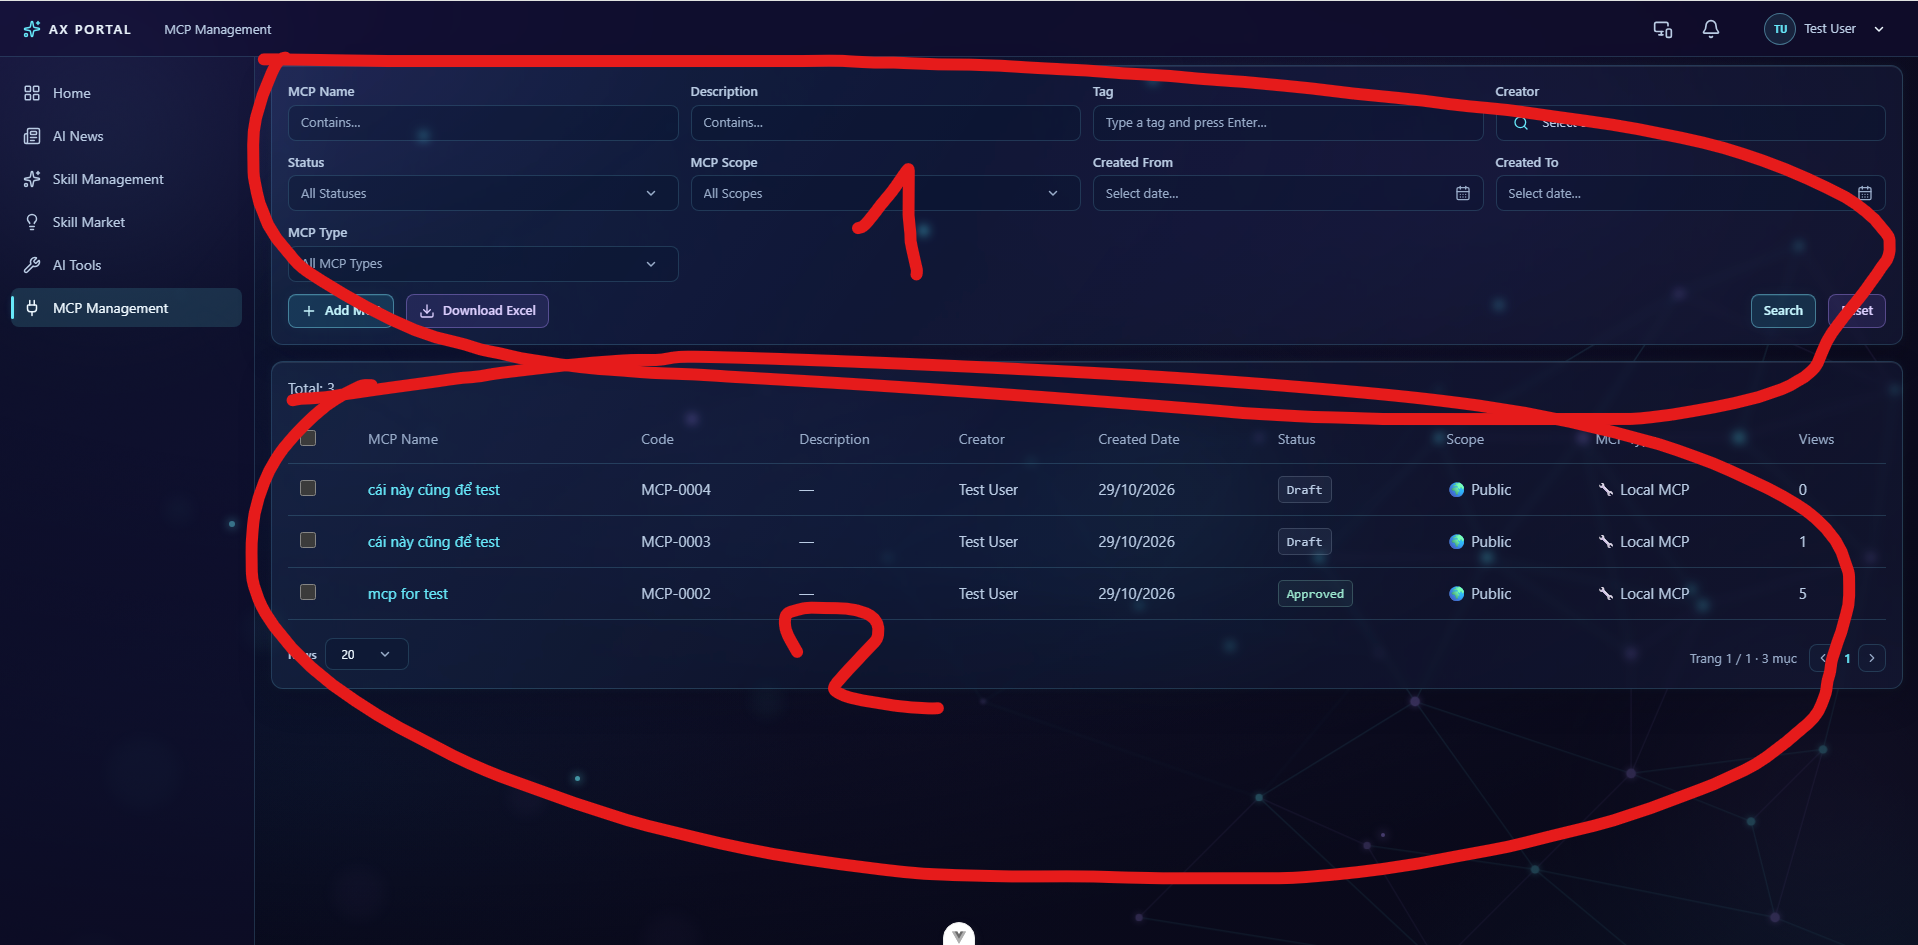 AX PORTAL
MCP Management
TU
Test User
Home
AI News
Skill Management
Skill Market
AI Tools
MCP Management
MCP Name
Description
Tag
Creator
Contains...
Contains...
Type a tag and press Enter...
Status
MCP Scope
Created From
Created To
All Statuses
All Scopes
Select date...
Select date...
MCP Type
All MCP Types
Add
Download Excel
Search
1
Total: 3
MCP Name
Code
Description
Creator
Created Date
Status
Scope
Views
cái này cũng để test
MCP-0004
—
Test User
29/10/2026
Draft
Public
Local MCP
0
cái này cũng để test
MCP-0003
—
Test User
29/10/2026
Draft
Public
Local MCP
1
mcp for test
MCP-0002
—
Test User
29/10/2026
Approved
Public
Local MCP
5
2
20
Trang 1 / 1 · 3 mục
1